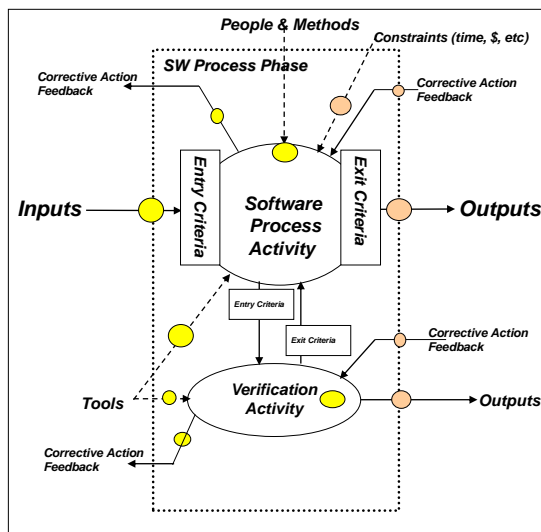 People & Methods
Constraints (time, $, etc)
SW Process Phase
Corrective Action
Feedback
Corrective Action
Feedback
Entry Criteria
Exit Criteria
Inputs
Software
Process
Activity
Outputs
Entry Criteria
Exit Criteria
Corrective Action
Feedback
Tools
Verification
Activity
Outputs
Corrective Action
Feedback